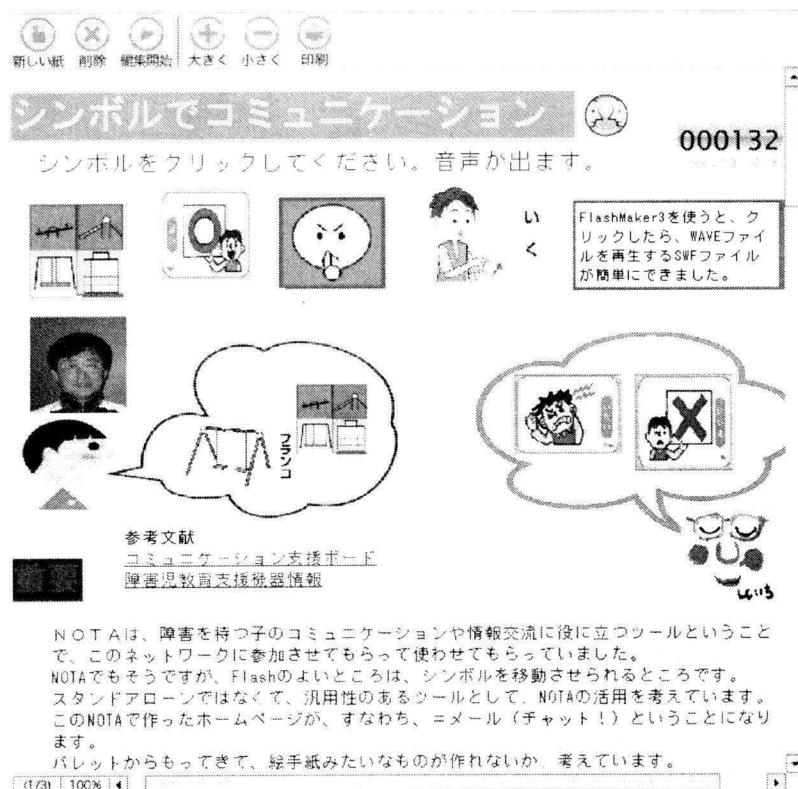 新しい紙 削除 編集開始 大きく 小さく 印刷
シンボルでコミュニケーション
000132
シンボルをクリックしてください。音声が出ます。
い
く
FlashMaker3を使うと、ク
リックしたら、WAVEファイ
ルを再生するSWFファイル
が簡単にできました。
ブランコ
参考文献
コミュニケーション支援ボード
障害児教育支援機器情報
しんいち
NOTAは、障害を持つ子のコミュニケーションや情報交流に役に立つツールということ
で、このネットワークに参加させてもらって使わせてもらっていました。
NOTAでもそうですが、Flashのよいところは、シンボルを移動させられるところです。
スタンドアローンではなくて、汎用性のあるツールとして、NOTAの活用を考えています。
このNOTAで作ったホームページが、すなわち、=メール（チャット！）ということになり
ます。
パレットからもってきて、絵手紙みたいなものが作れないか、考えています。
(1/3) 100%